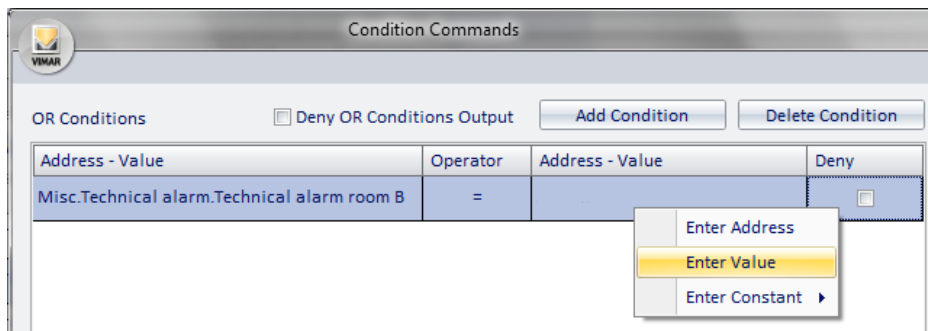 Condition Commands
VIMAR
OR Conditions Deny OR Conditions Output Add Condition Delete Condition
Address - Value Operator Address - Value Deny
Misc.Technical alarm.Technical alarm room B =
Enter Address
Enter Value
Enter Constant